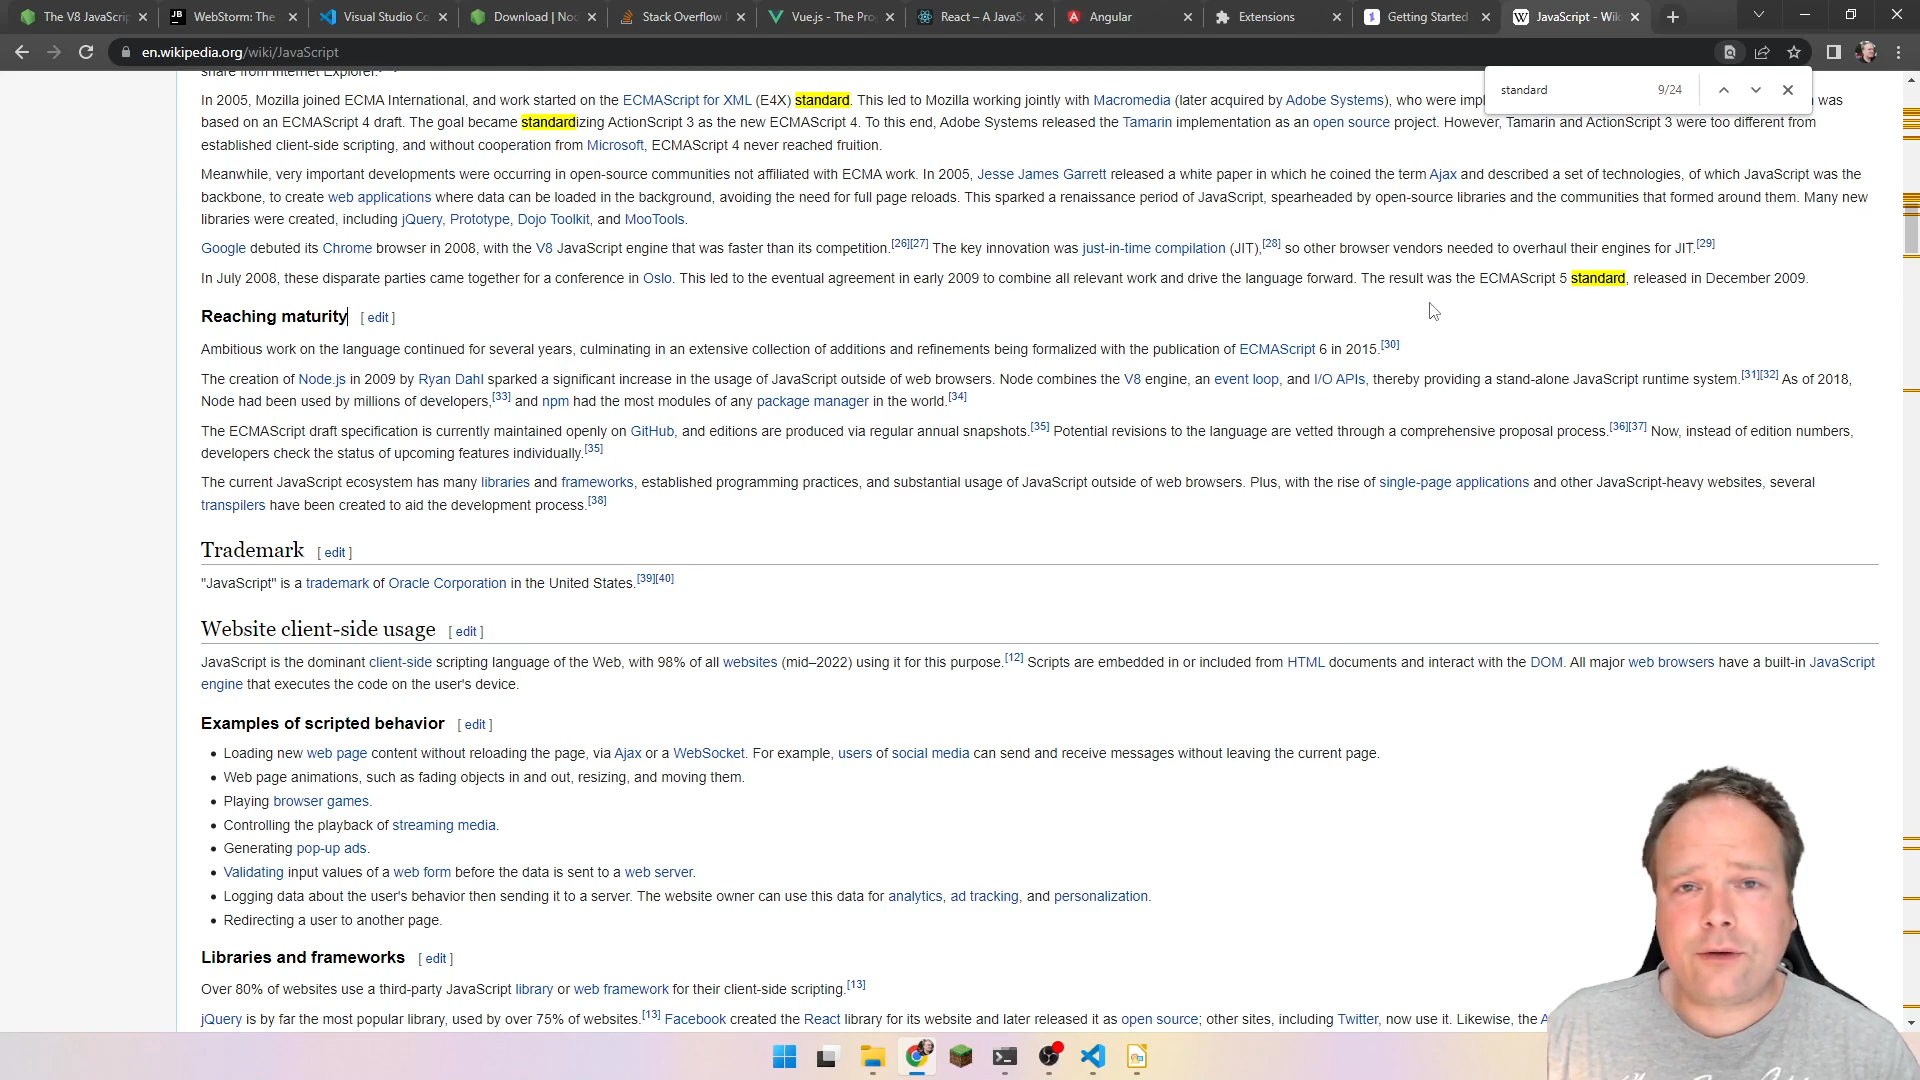 The V8 JavaScri
WebStorm: The
Visual Studio Co
Download | Noc
Stack Overflow
Vue.js - The Pro
React – A JavaSc
Angular
Extensions
Getting Started
JavaScript - Wik
en.wikipedia.org/wiki/JavaScript
standard 9/24
share from Internet Explorer.
In 2005, Mozilla joined ECMA International, and work started on the ECMAScript for XML (E4X) standard. This led to Mozilla working jointly with Macromedia (later acquired by Adobe Systems), who were impl was
based on an ECMAScript 4 draft. The goal became standardizing ActionScript 3 as the new ECMAScript 4. To this end, Adobe Systems released the Tamarin implementation as an open source project. However, Tamarin and ActionScript 3 were too different from
established client-side scripting, and without cooperation from Microsoft, ECMAScript 4 never reached fruition.
Meanwhile, very important developments were occurring in open-source communities not affiliated with ECMA work. In 2005, Jesse James Garrett released a white paper in which he coined the term Ajax and described a set of technologies, of which JavaScript was the
backbone, to create web applications where data can be loaded in the background, avoiding the need for full page reloads. This sparked a renaissance period of JavaScript, spearheaded by open-source libraries and the communities that formed around them. Many new
libraries were created, including jQuery, Prototype, Dojo Toolkit, and MooTools.
Google debuted its Chrome browser in 2008, with the V8 JavaScript engine that was faster than its competition.[26][27] The key innovation was just-in-time compilation (JIT),[28] so other browser vendors needed to overhaul their engines for JIT.[29]
In July 2008, these disparate parties came together for a conference in Oslo. This led to the eventual agreement in early 2009 to combine all relevant work and drive the language forward. The result was the ECMAScript 5 standard, released in December 2009.
Reaching maturity [ edit ]
Ambitious work on the language continued for several years, culminating in an extensive collection of additions and refinements being formalized with the publication of ECMAScript 6 in 2015.[30]
The creation of Node.js in 2009 by Ryan Dahl sparked a significant increase in the usage of JavaScript outside of web browsers. Node combines the V8 engine, an event loop, and I/O APIs, thereby providing a stand-alone JavaScript runtime system.[31][32] As of 2018,
Node had been used by millions of developers,[33] and npm had the most modules of any package manager in the world.[34]
The ECMAScript draft specification is currently maintained openly on GitHub, and editions are produced via regular annual snapshots.[35] Potential revisions to the language are vetted through a comprehensive proposal process.[36][37] Now, instead of edition numbers,
developers check the status of upcoming features individually.[35]
The current JavaScript ecosystem has many libraries and frameworks, established programming practices, and substantial usage of JavaScript outside of web browsers. Plus, with the rise of single-page applications and other JavaScript-heavy websites, several
transpilers have been created to aid the development process.[38]
Trademark [ edit ]
"JavaScript" is a trademark of Oracle Corporation in the United States.[39][40]
Website client-side usage [ edit ]
JavaScript is the dominant client-side scripting language of the Web, with 98% of all websites (mid–2022) using it for this purpose.[12] Scripts are embedded in or included from HTML documents and interact with the DOM. All major web browsers have a built-in JavaScript
engine that executes the code on the user's device.
Examples of scripted behavior [ edit ]
• Loading new web page content without reloading the page, via Ajax or a WebSocket. For example, users of social media can send and receive messages without leaving the current page.
• Web page animations, such as fading objects in and out, resizing, and moving them.
• Playing browser games.
• Controlling the playback of streaming media.
• Generating pop-up ads.
• Validating input values of a web form before the data is sent to a web server.
• Logging data about the user's behavior then sending it to a server. The website owner can use this data for analytics, ad tracking, and personalization.
• Redirecting a user to another page.
Libraries and frameworks [ edit ]
Over 80% of websites use a third-party JavaScript library or web framework for their client-side scripting.[13]
jQuery is by far the most popular library, used by over 75% of websites.[13] Facebook created the React library for its website and later released it as open source; other sites, including Twitter, now use it. Likewise, the A